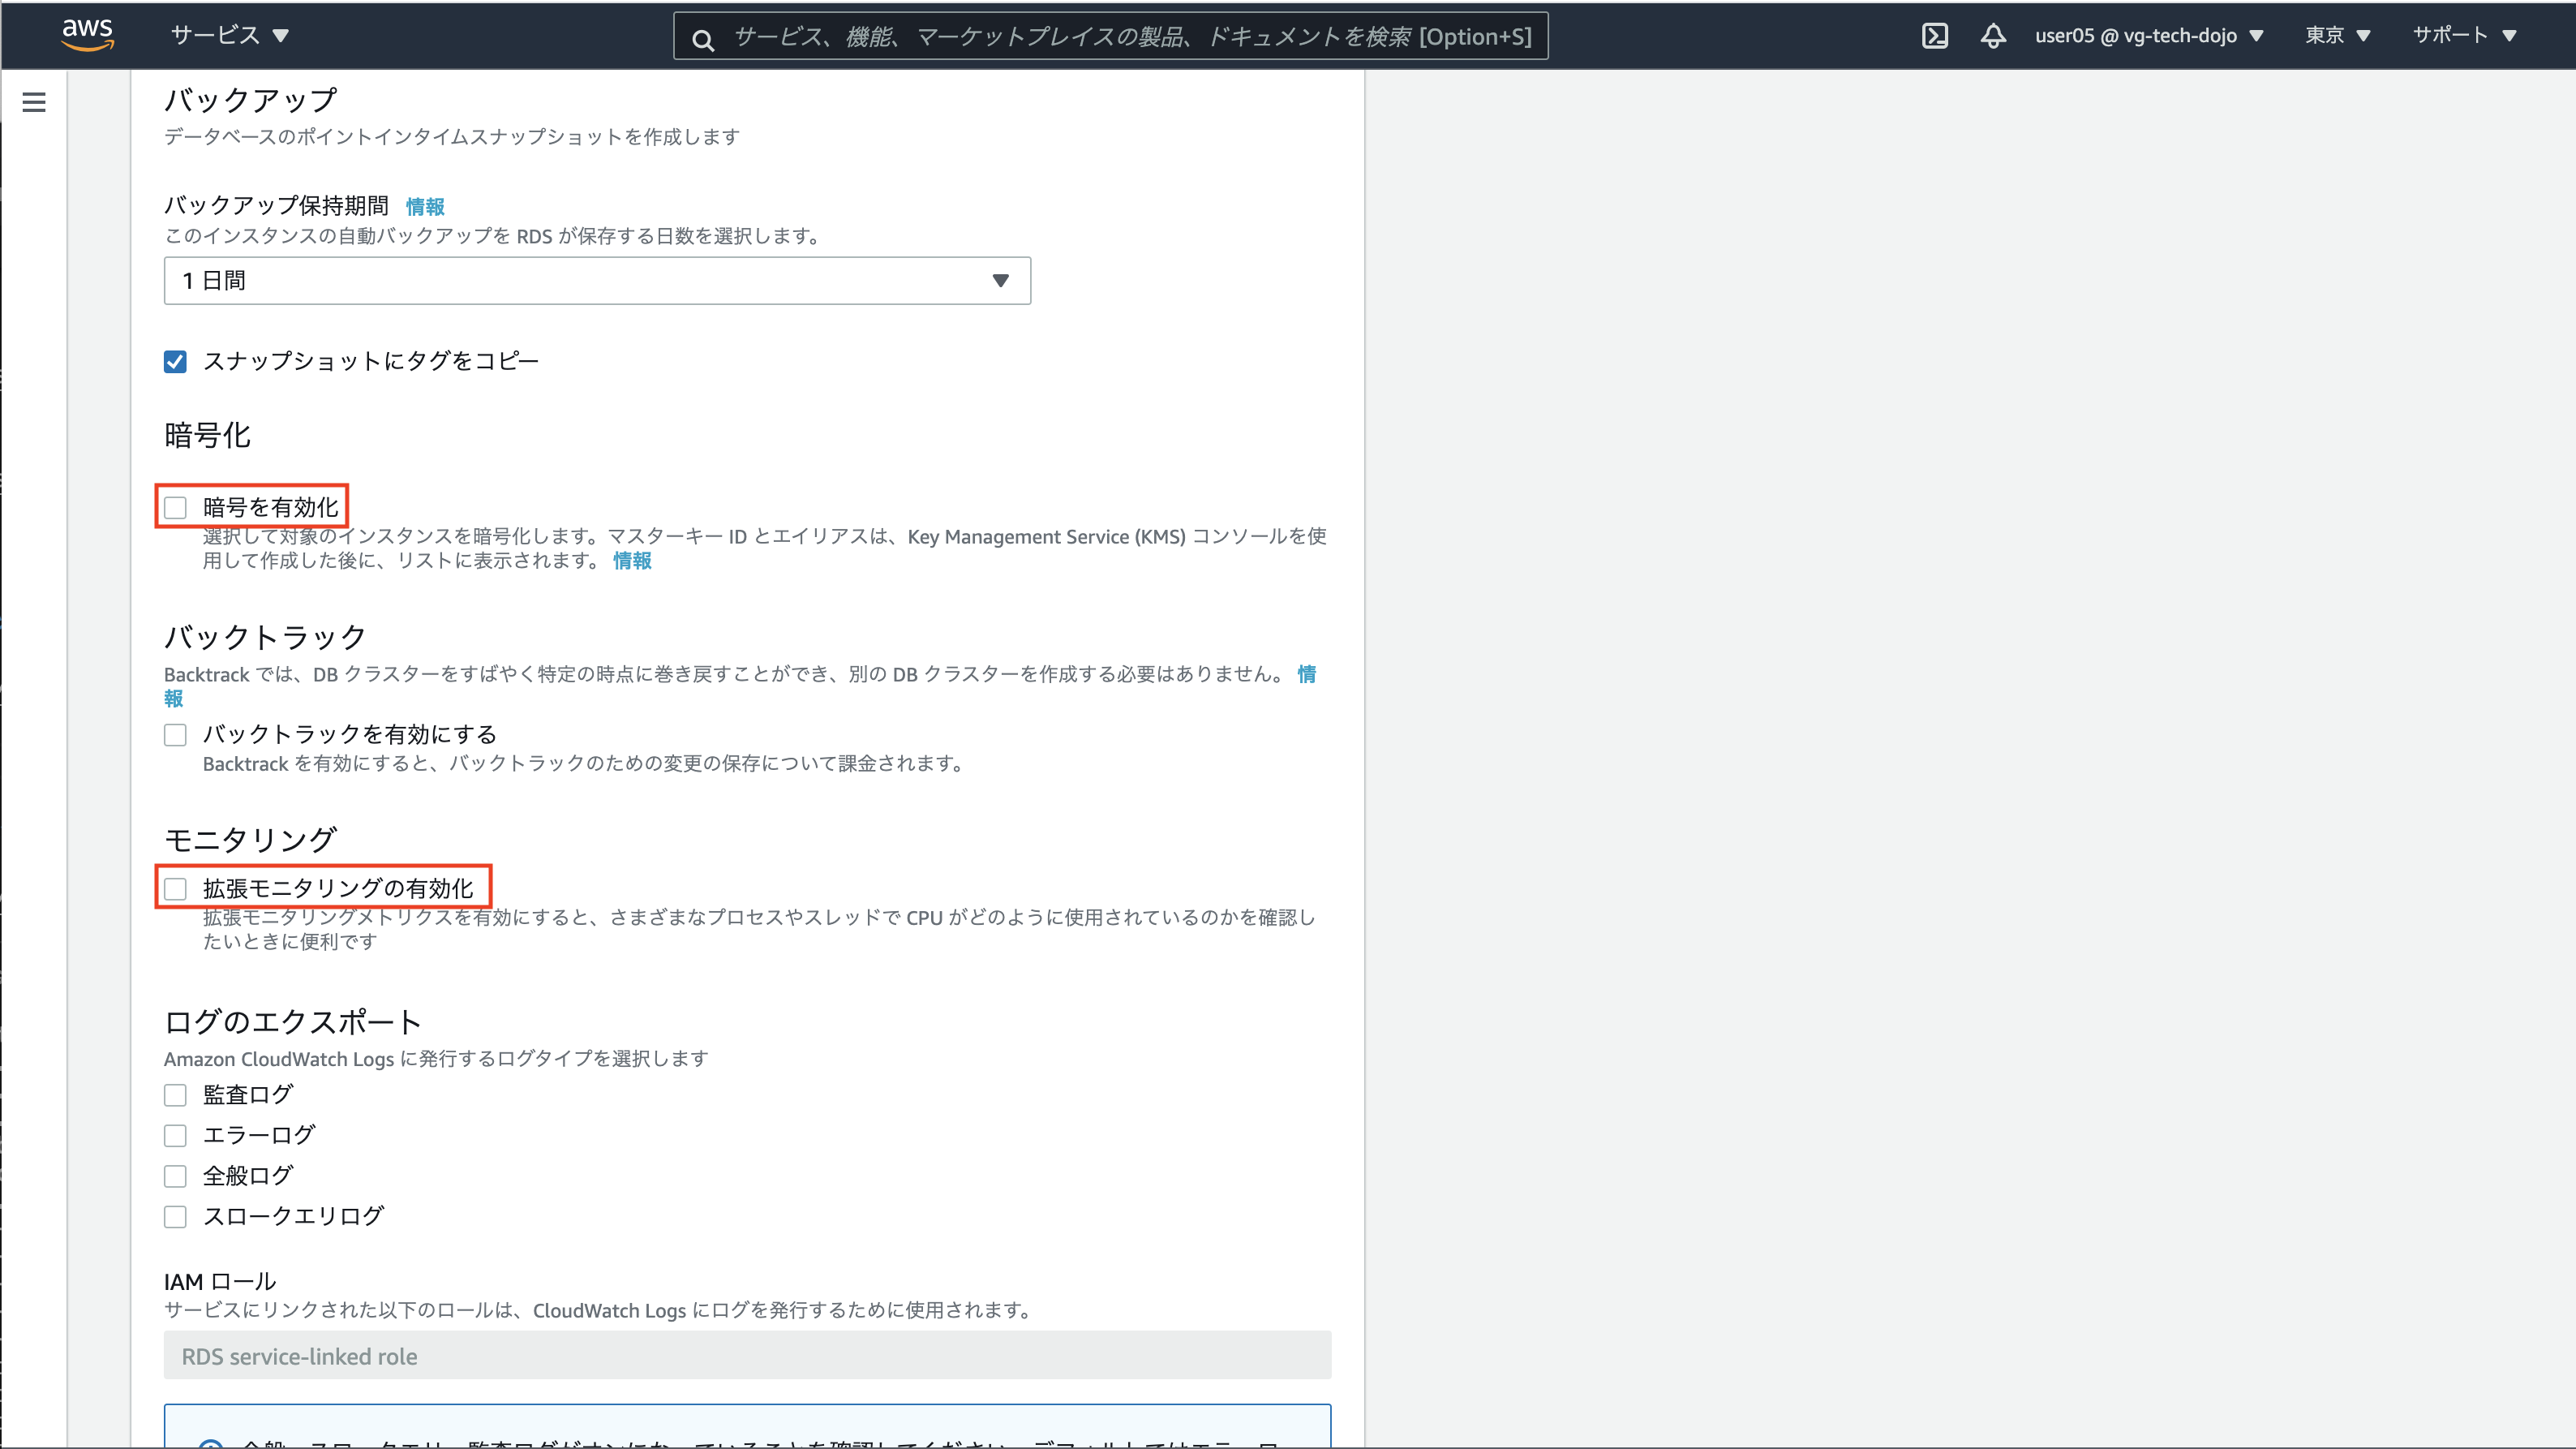 aws
サービス ▼
サービス、機能、マーケットプレイスの製品、ドキュメントを検索 [Option+S]
user05 @ vg-tech-dojo ▼
東京 ▼
サポート ▼
バックアップ
データベースのポイントインタイムスナップショットを作成します
バックアップ保持期間 情報
このインスタンスの自動バックアップを RDS が保存する日数を選択します。
1 日間
スナップショットにタグをコピー
暗号化
暗号を有効化
選択して対象のインスタンスを暗号化します。マスターキー ID とエイリアスは、Key Management Service (KMS) コンソールを使
用して作成した後に、リストに表示されます。 情報
バックトラック
Backtrack では、DB クラスターをすばやく特定の時点に巻き戻すことができ、別の DB クラスターを作成する必要はありません。 情
報
バックトラックを有効にする
Backtrack を有効にすると、バックトラックのための変更の保存について課金されます。
モニタリング
拡張モニタリングの有効化
拡張モニタリングメトリクスを有効にすると、さまざまなプロセスやスレッドで CPU がどのように使用されているのかを確認し
たいときに便利です
ログのエクスポート
Amazon CloudWatch Logs に発行するログタイプを選択します
監査ログ
エラーログ
全般ログ
スロークエリログ
IAM ロール
サービスにリンクされた以下のロールは、CloudWatch Logs にログを発行するために使用されます。
RDS service-linked role